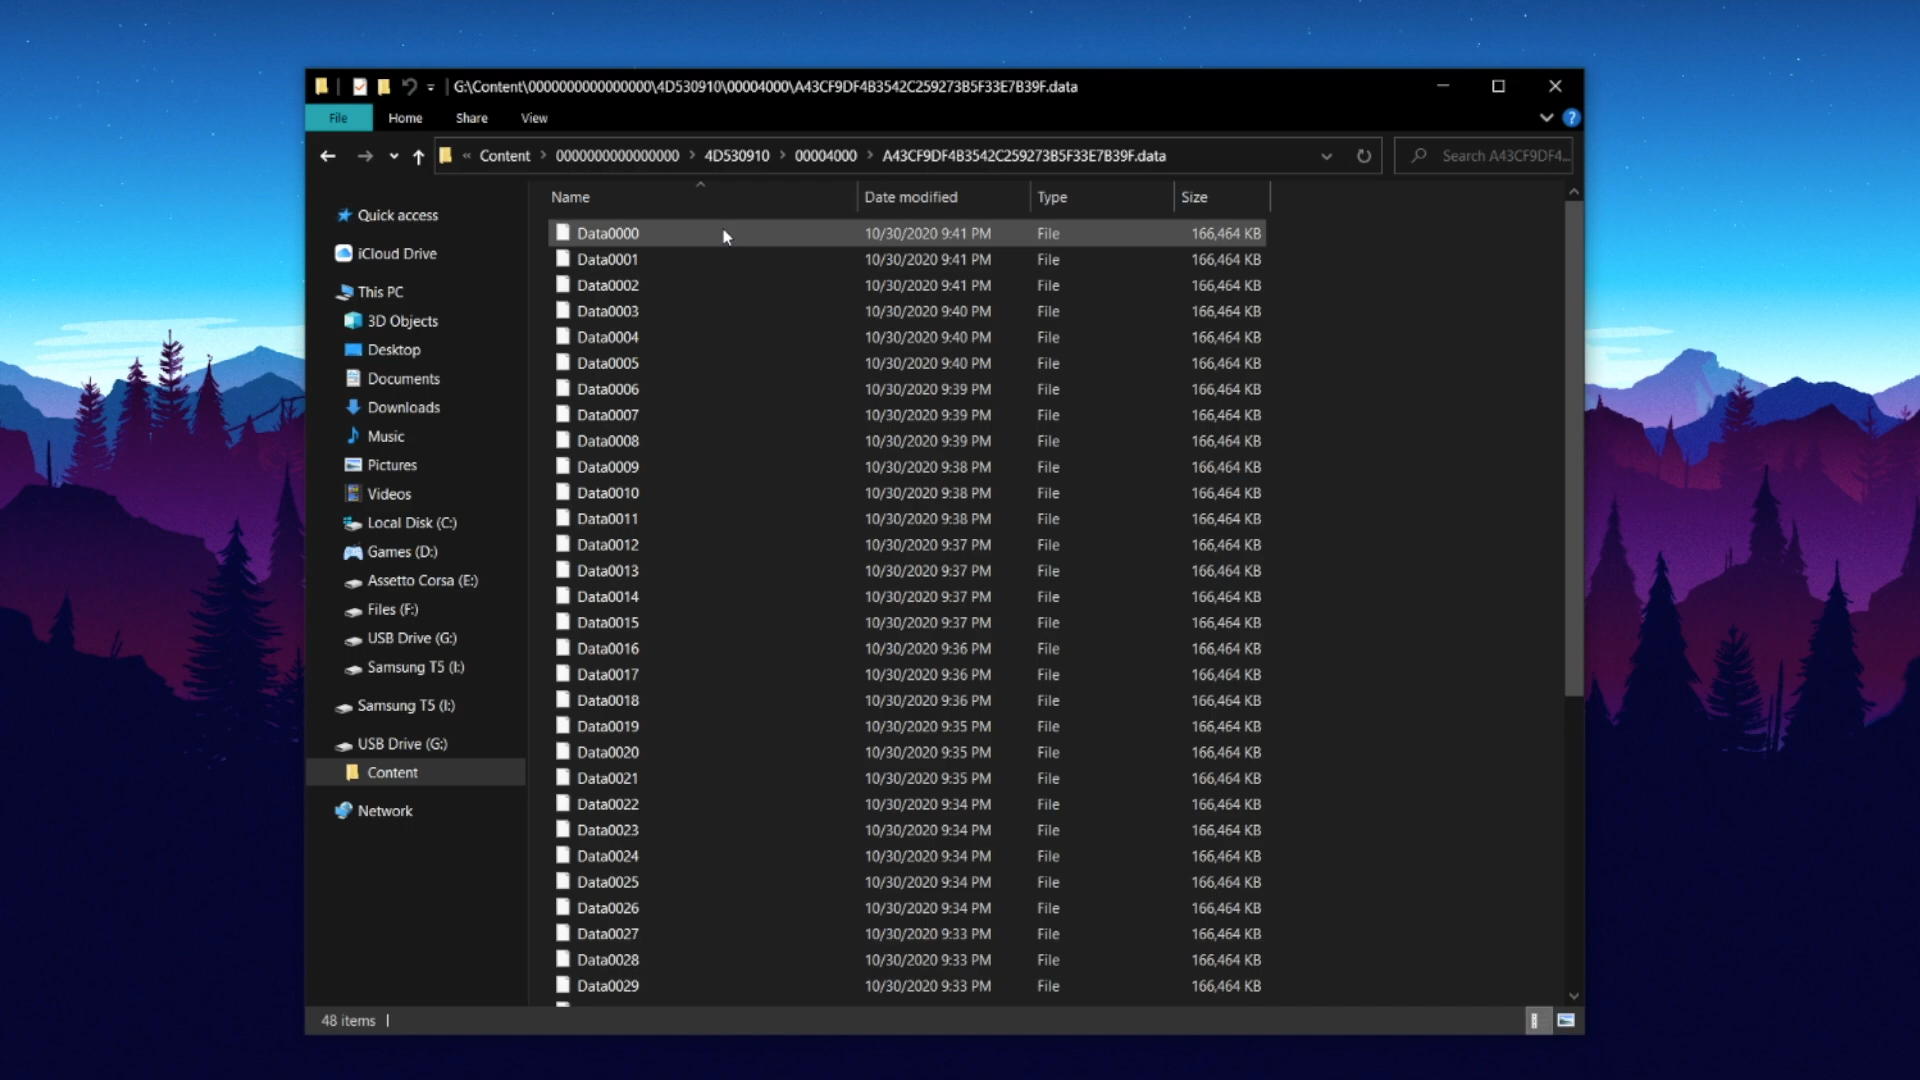 G:\Content\0000000000000000\4D530910\00004000\A43CF9DF4B3542C259273B5F33E7B39F.data
File Home Share View ?
« Content > 0000000000000000 > 4D530910 > 00004000 > A43CF9DF4B3542C259273B5F33E7B39F.data
Search A43CF9DF4...
Quick access
iCloud Drive
This PC
3D Objects
Desktop
Documents
Downloads
Music
Pictures
Videos
Local Disk (C:)
Games (D:)
Assetto Corsa (E:)
Files (F:)
USB Drive (G:)
Samsung T5 (I:)
Samsung T5 (I:)
USB Drive (G:)
Content
Network
Name Date modified Type Size
Data0000 10/30/2020 9:41 PM File 166,464 KB
Data0001 10/30/2020 9:41 PM File 166,464 KB
Data0002 10/30/2020 9:41 PM File 166,464 KB
Data0003 10/30/2020 9:40 PM File 166,464 KB
Data0004 10/30/2020 9:40 PM File 166,464 KB
Data0005 10/30/2020 9:40 PM File 166,464 KB
Data0006 10/30/2020 9:39 PM File 166,464 KB
Data0007 10/30/2020 9:39 PM File 166,464 KB
Data0008 10/30/2020 9:39 PM File 166,464 KB
Data0009 10/30/2020 9:38 PM File 166,464 KB
Data0010 10/30/2020 9:38 PM File 166,464 KB
Data0011 10/30/2020 9:38 PM File 166,464 KB
Data0012 10/30/2020 9:37 PM File 166,464 KB
Data0013 10/30/2020 9:37 PM File 166,464 KB
Data0014 10/30/2020 9:37 PM File 166,464 KB
Data0015 10/30/2020 9:37 PM File 166,464 KB
Data0016 10/30/2020 9:36 PM File 166,464 KB
Data0017 10/30/2020 9:36 PM File 166,464 KB
Data0018 10/30/2020 9:36 PM File 166,464 KB
Data0019 10/30/2020 9:35 PM File 166,464 KB
Data0020 10/30/2020 9:35 PM File 166,464 KB
Data0021 10/30/2020 9:35 PM File 166,464 KB
Data0022 10/30/2020 9:34 PM File 166,464 KB
Data0023 10/30/2020 9:34 PM File 166,464 KB
Data0024 10/30/2020 9:34 PM File 166,464 KB
Data0025 10/30/2020 9:34 PM File 166,464 KB
Data0026 10/30/2020 9:34 PM File 166,464 KB
Data0027 10/30/2020 9:33 PM File 166,464 KB
Data0028 10/30/2020 9:33 PM File 166,464 KB
Data0029 10/30/2020 9:33 PM File 166,464 KB
48 items